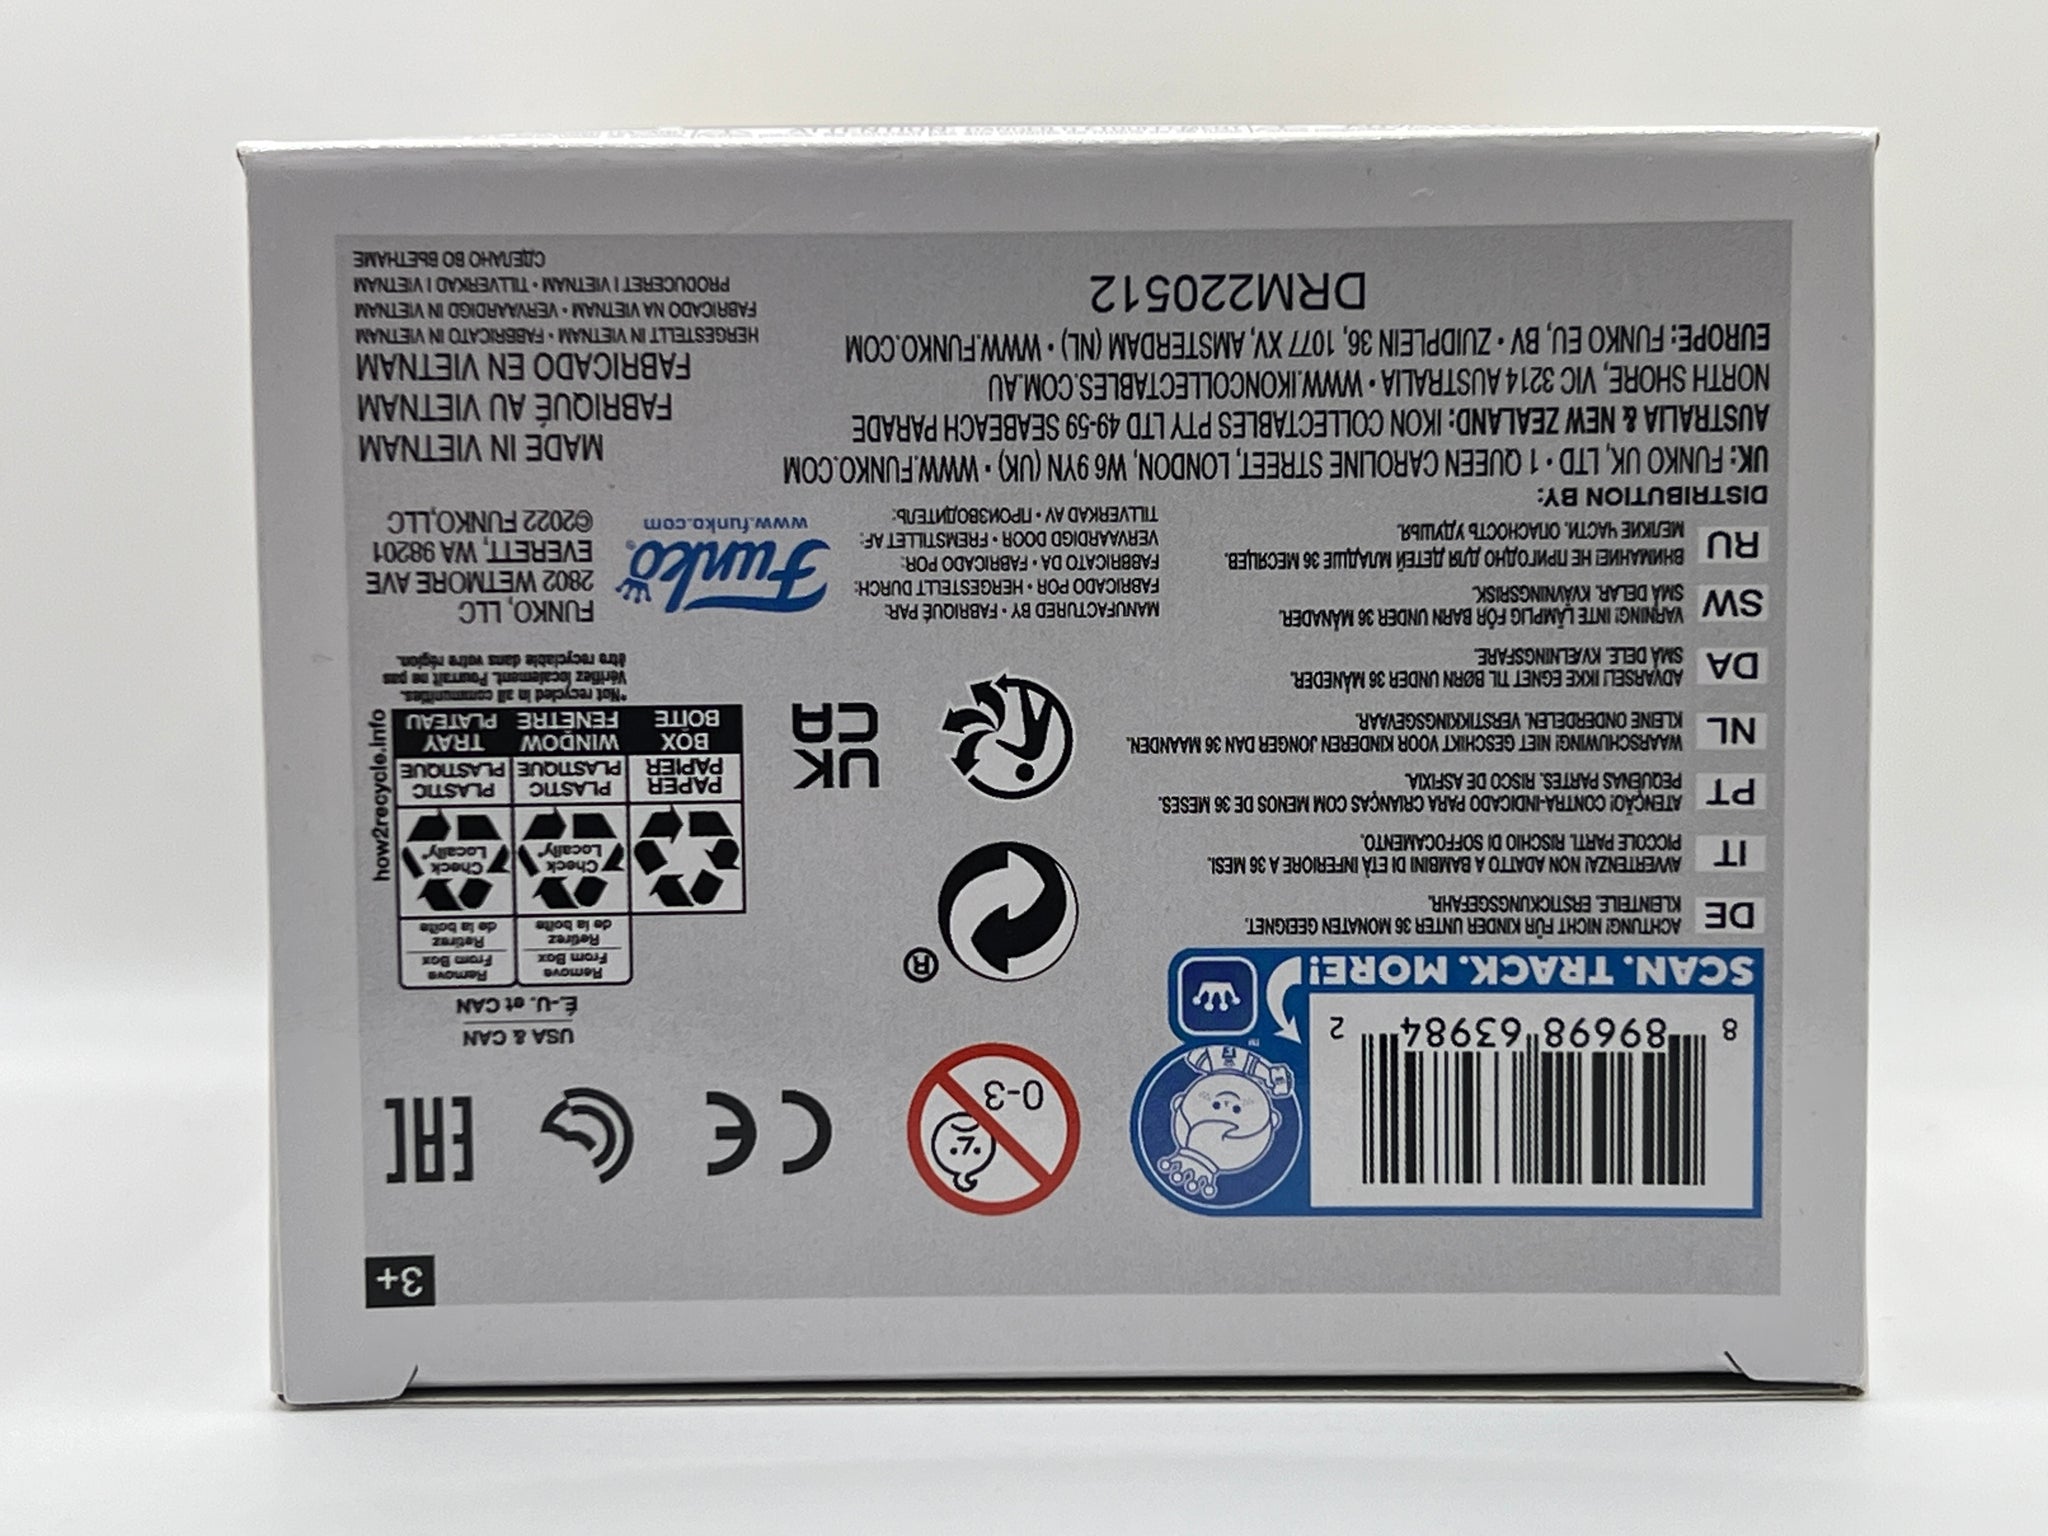 3+
8 89698 63984 2
SCAN. TRACK. MORE!
TM
0-3
CE
EAC
USA & CAN
É.-U. et CAN
Remove
From Box
Retirez
de la boîte
Remove
From Box
Retirez
de la boîte
Check
Locally*
Check
Locally*
PAPER
PAPIER
PLASTIC
PLASTIQUE
PLASTIC
PLASTIQUE
BOX
BOÎTE
WINDOW
FENÊTRE
TRAY
PLATEAU
how2recycle.info
*Not recycled in all communities.
Vérifiez localement. Pourrait ne pas
être recyclable dans votre région.
®
UK
CA
DE
ACHTUNG! NICHT FÜR KINDER UNTER 36 MONATEN GEEIGNET.
KLEINTEILE. ERSTICKUNGSGEFAHR.
IT
AVVERTENZA! NON ADATTO A BAMBINI DI ETÀ INFERIORE A 36 MESI.
PICCOLE PARTI. RISCHIO DI SOFFOCAMENTO.
PT
ATENÇÃO! CONTRA-INDICADO PARA CRIANÇAS COM MENOS DE 36 MESES.
PEQUENAS PARTES. RISCO DE ASFIXIA.
NL
WAARSCHUWING! NIET GESCHIKT VOOR KINDEREN JONGER DAN 36 MAANDEN.
KLEINE ONDERDELEN. VERSTIKKINGSGEVAAR.
DA
ADVARSEL! IKKE EGNET TIL BØRN UNDER 36 MÅNEDER.
SMÅ DELE. KVÆLNINGSFARE.
SW
VARNING! INTE LÄMPLIG FÖR BARN UNDER 36 MÅNADER.
SMÅ DELAR. KVÄVNINGSRISK.
RU
ВНИМАНИЕ! НЕ ПРИГОДНО ДЛЯ ДЕТЕЙ МЛАДШЕ 36 МЕСЯЦЕВ.
МЕЛКИЕ ЧАСТИ. ОПАСНОСТЬ УДУШЬЯ.
MANUFACTURED BY • FABRIQUÉ PAR:
FABRICADO POR • HERGESTELLT DURCH:
FABBRICATO DA • FABRICADO POR:
VERVAARDIGD DOOR • FREMSTILLET AF:
TILLVERKAD AV • ПРОИЗВОДИТЕЛЬ:
Funko®
www.funko.com
FUNKO, LLC
2802 WETMORE AVE
EVERETT, WA 98201
©2022 FUNKO,LLC
DISTRIBUTION BY:
UK: FUNKO UK, LTD • 1 QUEEN CAROLINE STREET, LONDON, W6 9YN (UK) • WWW.FUNKO.COM
AUSTRALIA & NEW ZEALAND: IKON COLLECTABLES PTY LTD 49-59 SEABEACH PARADE
NORTH SHORE, VIC 3214 AUSTRALIA • WWW.IKONCOLLECTABLES.COM.AU
EUROPE: FUNKO EU, BV • ZUIDPLEIN 36, 1077 XV, AMSTERDAM (NL) • WWW.FUNKO.COM
DRM220512
MADE IN VIETNAM
FABRIQUÉ AU VIETNAM
FABRICADO EN VIETNAM
HERGESTELLT IN VIETNAM • FABBRICATO IN VIETNAM
FABRICADO NA VIETNAM • VERVAARDIGD IN VIETNAM
PRODUCERET I VIETNAM • TILLVERKAD I VIETNAM
СДЕЛАНО ВО ВЬЕТНАМЕ